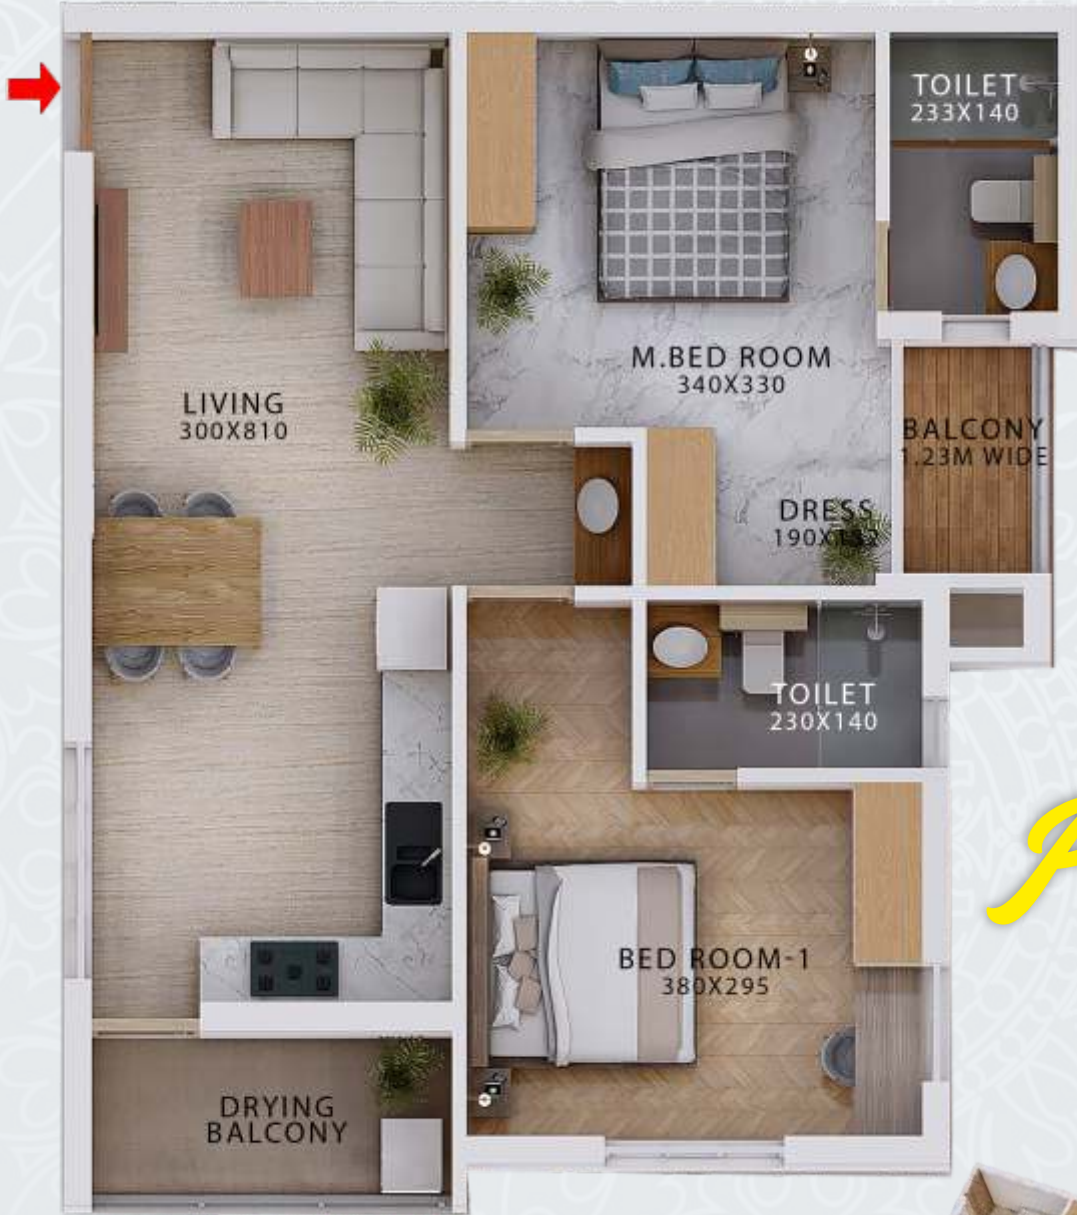 TOILET
233X140
M.BED ROOM
340X330
LIVING
300X810
BALCONY
1.23M WIDE
DRESS
190X132
TOILET
230X140
BED ROOM-1
380X295
DRYING
BALCONY